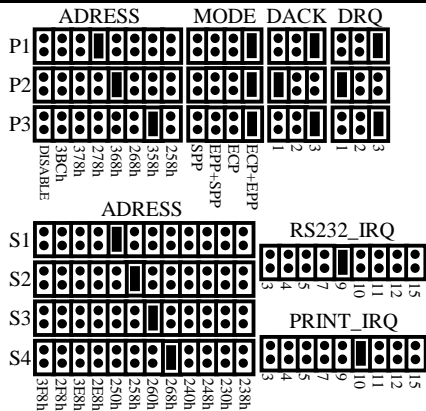 ADRESS MODE DACK DRQ
P1
P2
P3
DISABLE 3BCh 378h 278h 368h 268h 358h 258h SPP EPP+SPP ECP ECP+EPP 1 2 3 1 2 3
ADRESS
S1 RS232_IRQ
S2
3 4 5 7 9 10 11 12 15
S3
PRINT_IRQ
S4
3 4 5 7 9 10 11 12 15
3F8h 2F8h 3E8h 2E8h 250h 258h 260h 268h 240h 248h 230h 238h